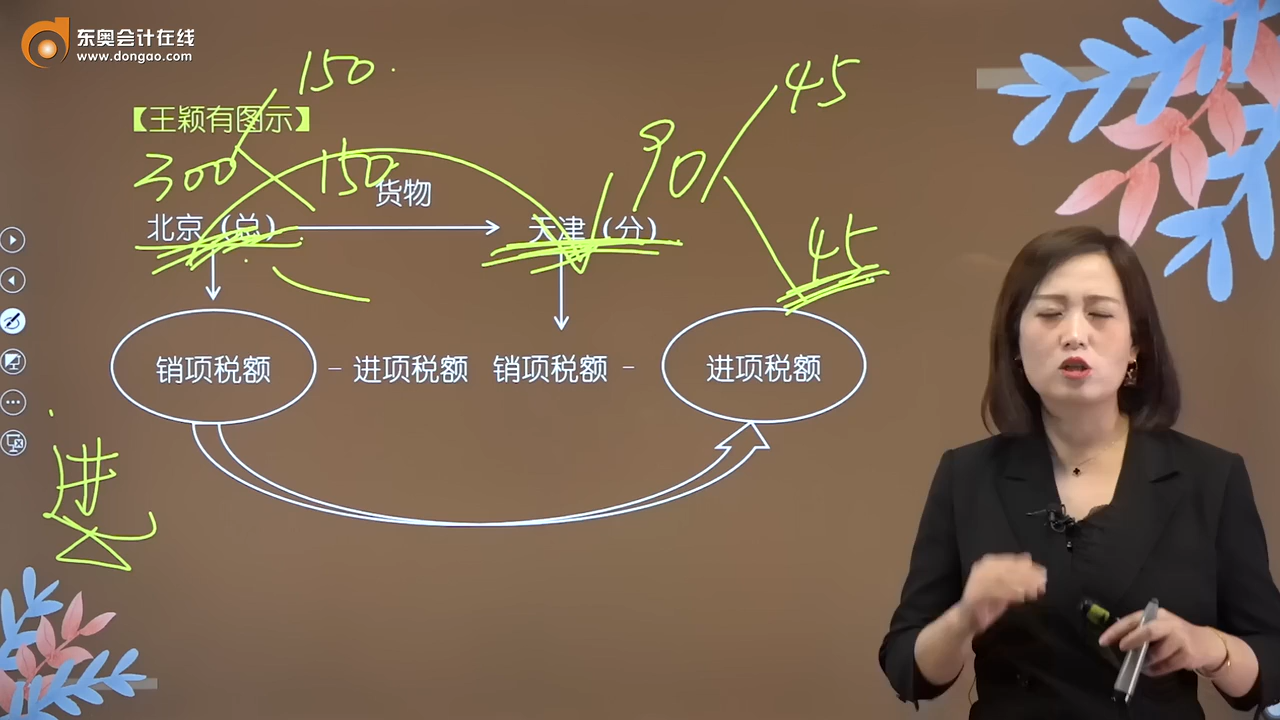 东奥会计在线
www.dongao.com
150
【王颖有图示】
300
150
90
45
货物
北京（总）
天津（分）
45
销项税额 - 进项税额 销项税额 - 进项税额
进